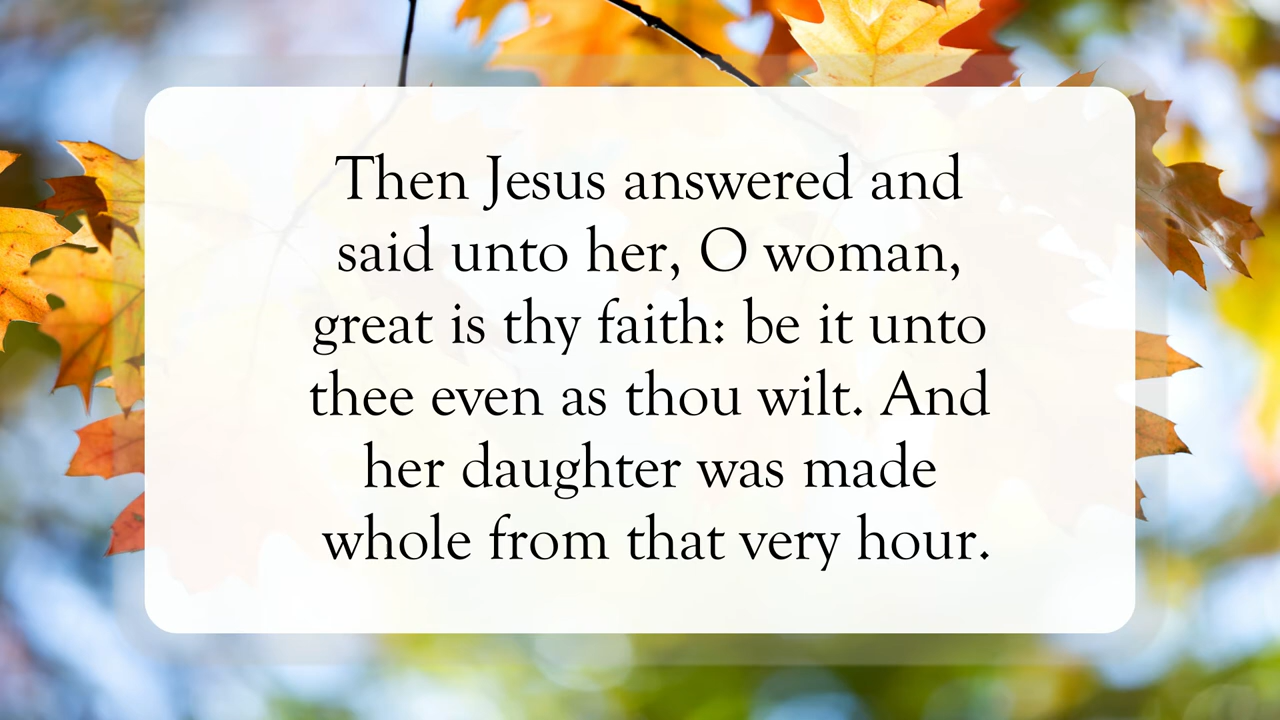 Then Jesus answered and
said unto her, O woman,
great is thy faith: be it unto
thee even as thou wilt. And
her daughter was made
whole from that very hour.